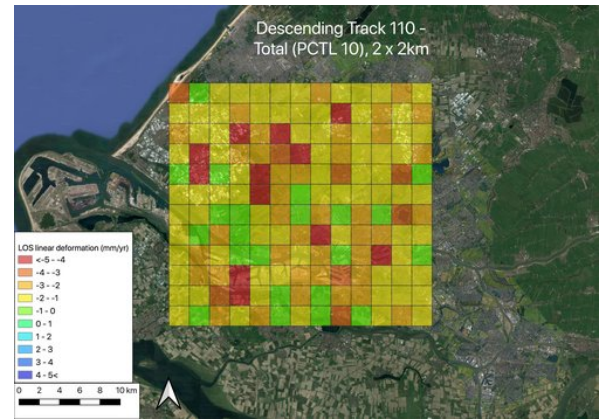 Descending Track 110 -
Total (PCTL 10), 2 x 2km
LOS linear deformation (mm/yr)
<-5 - -4
-4 - -3
-3 - -2
-2 - -1
-1 - 0
0 - 1
1 - 2
2 - 3
3 - 4
4 - 5<
0 2 4 6 8 10 km